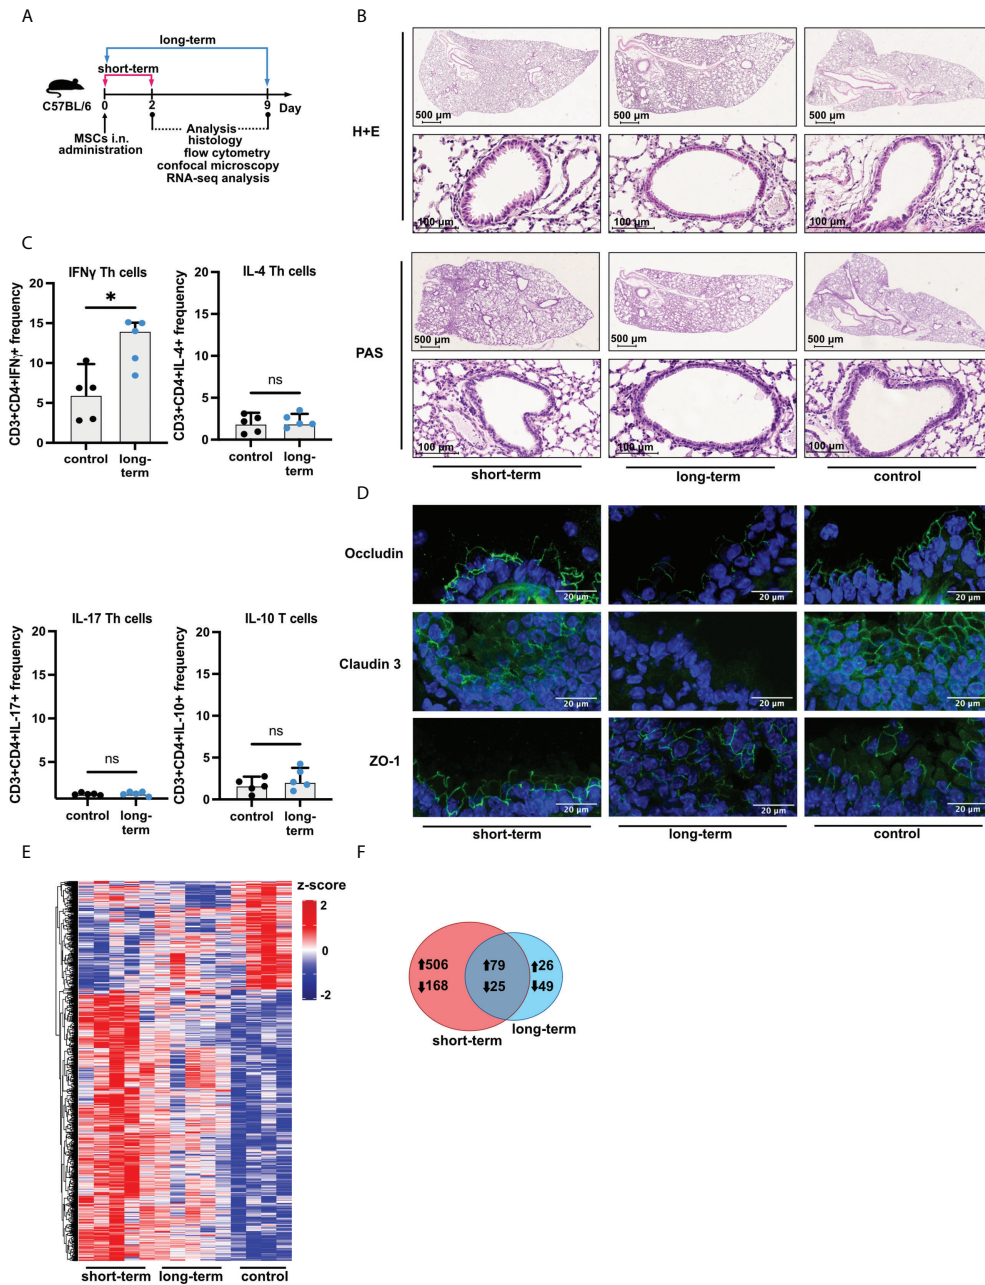 A
long-term
short-term
C57BL/6
0
2
9
Day
MSCs i.n.
administration
Analysis
histology
flow cytometry
confocal microscopy
RNA-seq analysis
B
H+E
500 µm
500 µm
500 µm
100 µm
100 µm
100 µm
PAS
500 µm
500 µm
500 µm
100 µm
100 µm
100 µm
short-term
long-term
control
C
IFNγ Th cells
CD3+CD4+IFNγ+ frequency
20
15
10
5
0
*
control
long-
term
IL-4 Th cells
CD3+CD4+IL-4+ frequency
20
15
10
5
0
ns
control
long-
term
IL-17 Th cells
CD3+CD4+IL-17+ frequency
20
15
10
5
0
ns
control
long-
term
IL-10 T cells
CD3+CD4+IL-10+ frequency
20
15
10
5
0
ns
control
long-
term
D
Occludin
20 µm
20 µm
20 µm
Claudin 3
20 µm
20 µm
20 µm
ZO-1
20 µm
20 µm
20 µm
short-term
long-term
control
E
z-score
2
0
-2
short-term
long-term
control
F
↑506
↓168
↑79
↓25
↑26
↓49
short-term
long-term